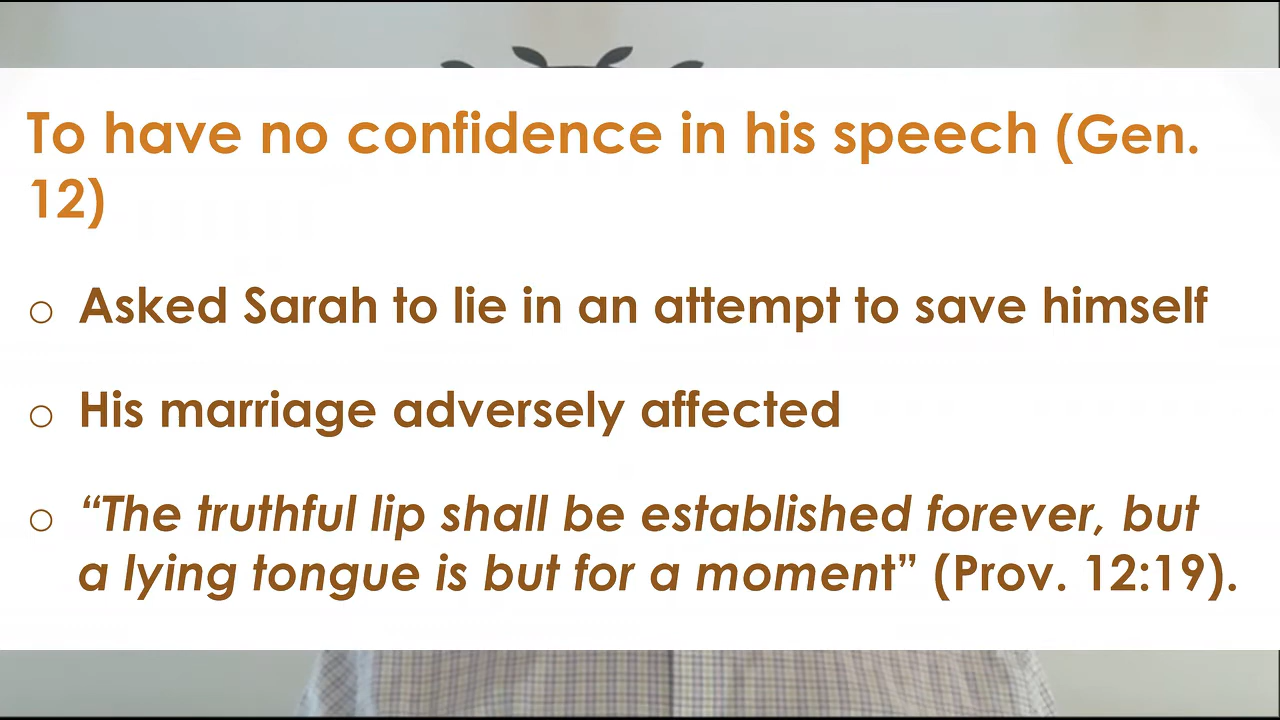 To have no confidence in his speech (Gen.
12)
○ Asked Sarah to lie in an attempt to save himself
○ His marriage adversely affected
○ “The truthful lip shall be established forever, but
a lying tongue is but for a moment” (Prov. 12:19).